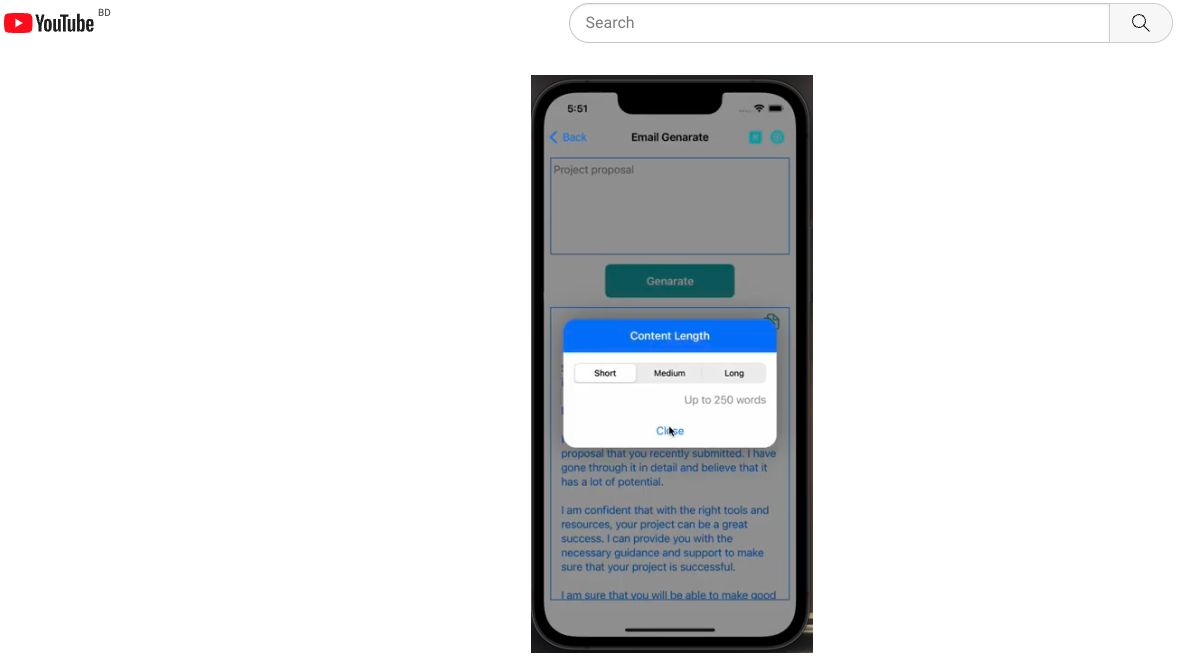 YouTube BD
Search
5:51
Back
Email Genarate
Project proposal
Genarate
Content Length
Short Medium Long
Up to 250 words
Close
proposal that you recently submitted. I have
gone through it in detail and believe that it
has a lot of potential.
I am confident that with the right tools and
resources, your project can be a great
success. I can provide you with the
necessary guidance and support to make
sure that your project is successful.
I am sure that you will be able to make good